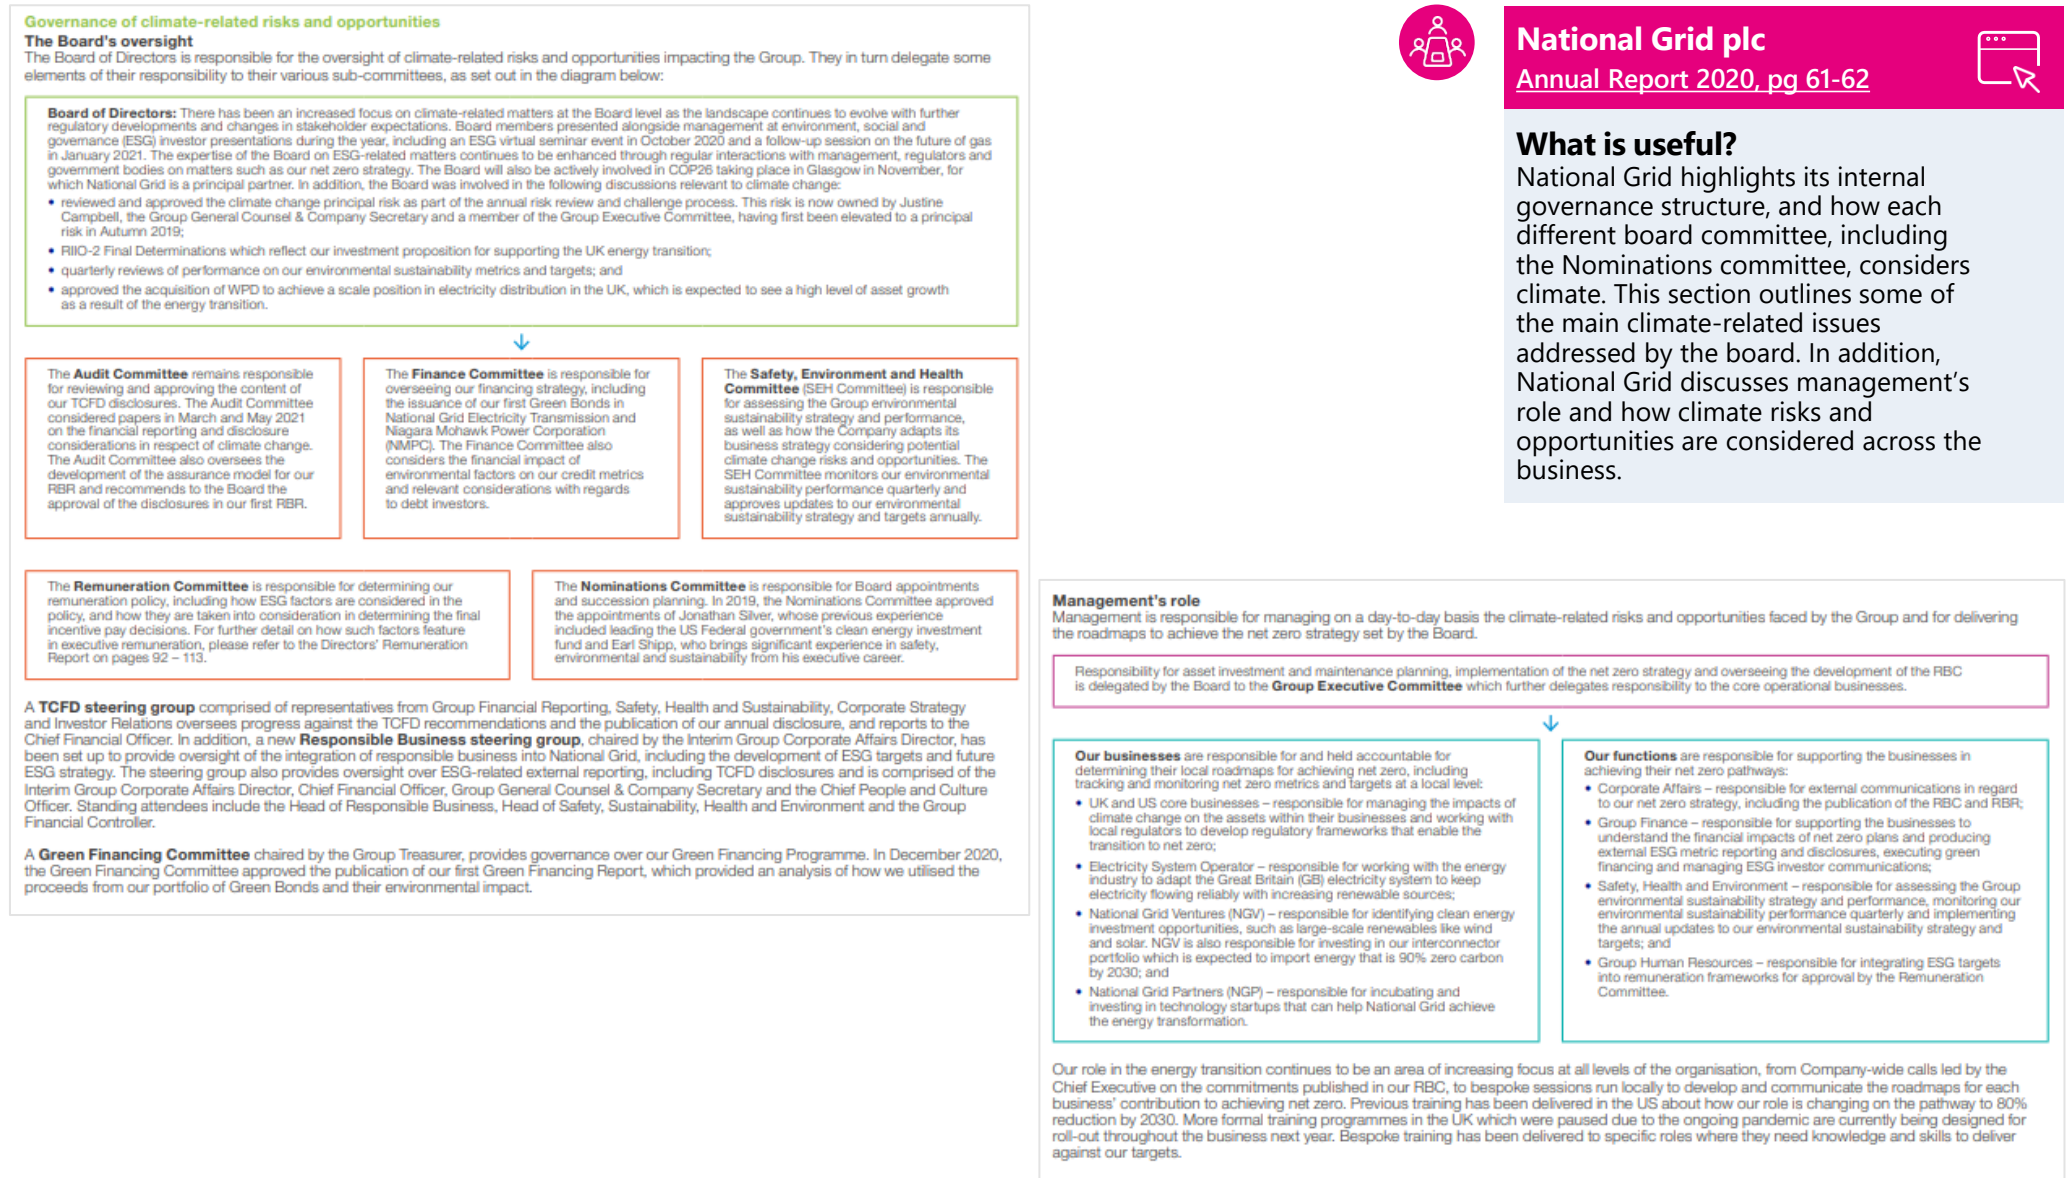 Governance of climate-related risks and opportunities
The Board's oversight
The Board of Directors is responsible for the oversight of climate-related risks and opportunities impacting the Group. They in turn delegate some
elements of their responsibility to their various sub-committees, as set out in the diagram below:
Board of Directors: There has been an increased focus on climate-related matters at the Board level as the landscape continues to evolve with further
regulatory developments and changes in stakeholder expectations. Board members presented alongside management at environment, social and
governance (ESG) investor presentations during the year, including an ESG virtual seminar event in October 2020 and a follow-up session on the future of gas
in January 2021. The expertise of the Board on ESG-related matters continues to be enhanced through regular interactions with management, regulators and
government bodies on matters such as our net zero strategy. The Board will also be actively involved in COP26 taking place in Glasgow in November, for
which National Grid is a principal partner. In addition, the Board was involved in the following discussions relevant to climate change:
• reviewed and approved the climate change principal risk as part of the annual risk review and challenge process. This risk is now owned by Justine
Campbell, the Group General Counsel & Company Secretary and a member of the Group Executive Committee, having first been elevated to a principal
risk in Autumn 2019;
• RIIO-2 Final Determinations which reflect our investment proposition for supporting the UK energy transition;
• quarterly reviews of performance on our environmental sustainability metrics and targets; and
• approved the acquisition of WPD to achieve a scale position in electricity distribution in the UK, which is expected to see a high level of asset growth
as a result of the energy transition.
The Audit Committee remains responsible
for reviewing and approving the content of
our TCFD disclosures. The Audit Committee
considered papers in March and May 2021
on the financial reporting and disclosure
considerations in respect of climate change.
The Audit Committee also oversees the
development of the assurance model for our
RBR and recommends to the Board the
approval of the disclosures in our first RBR.
The Finance Committee is responsible for
overseeing our financing strategy, including
the issuance of our first Green Bonds in
National Grid Electricity Transmission and
Niagara Mohawk Power Corporation
(NMPC). The Finance Committee also
considers the financial impact of
environmental factors on our credit metrics
and relevant considerations with regards
to debt investors.
The Safety, Environment and Health
Committee (SEH Committee) is responsible
for assessing the Group environmental
sustainability strategy and performance,
as well as how the Company adapts its
business strategy considering potential
climate change risks and opportunities. The
SEH Committee monitors our environmental
sustainability performance quarterly and
approves updates to our environmental
sustainability strategy and targets annually.
The Remuneration Committee is responsible for determining our
remuneration policy, including how ESG factors are considered in the
policy, and how they are taken into consideration in determining the final
incentive pay decisions. For further detail on how such factors feature
in executive remuneration, please refer to the Directors' Remuneration
Report on pages 92 – 113.
The Nominations Committee is responsible for Board appointments
and succession planning. In 2019, the Nominations Committee approved
the appointments of Jonathan Silver, whose previous experience
included leading the US Federal government's clean energy investment
fund and Earl Shipp, who brings significant experience in safety,
environmental and sustainability from his executive career.
A TCFD steering group comprised of representatives from Group Financial Reporting, Safety, Health and Sustainability, Corporate Strategy
and Investor Relations oversees progress against the TCFD recommendations and the publication of our annual disclosure, and reports to the
Chief Financial Officer. In addition, a new Responsible Business steering group, chaired by the Interim Group Corporate Affairs Director, has
been set up to provide oversight of the integration of responsible business into National Grid, including the development of ESG targets and future
ESG strategy. The steering group also provides oversight over ESG-related external reporting, including TCFD disclosures and is comprised of the
Interim Group Corporate Affairs Director, Chief Financial Officer, Group General Counsel & Company Secretary and the Chief People and Culture
Officer. Standing attendees include the Head of Responsible Business, Head of Safety, Sustainability, Health and Environment and the Group
Financial Controller.
A Green Financing Committee chaired by the Group Treasurer, provides governance over our Green Financing Programme. In December 2020,
the Green Financing Committee approved the publication of our first Green Financing Report, which provided an analysis of how we utilised the
proceeds from our portfolio of Green Bonds and their environmental impact.
National Grid plc
Annual Report 2020, pg 61-62
What is useful?
National Grid highlights its internal
governance structure, and how each
different board committee, including
the Nominations committee, considers
climate. This section outlines some of
the main climate-related issues
addressed by the board. In addition,
National Grid discusses management's
role and how climate risks and
opportunities are considered across the
business.
Management's role
Management is responsible for managing on a day-to-day basis the climate-related risks and opportunities faced by the Group and for delivering
the roadmaps to achieve the net zero strategy set by the Board.
Responsibility for asset investment and maintenance planning, implementation of the net zero strategy and overseeing the development of the RBC
is delegated by the Board to the Group Executive Committee which further delegates responsibility to the core operational businesses.
Our businesses are responsible for and held accountable for
determining their local roadmaps for achieving net zero, including
tracking and monitoring net zero metrics and targets at a local level:
• UK and US core businesses – responsible for managing the impacts of
climate change on the assets within their businesses and working with
local regulators to develop regulatory frameworks that enable the
transition to net zero;
• Electricity System Operator – responsible for working with the energy
industry to adapt the Great Britain (GB) electricity system to keep
electricity flowing reliably with increasing renewable sources;
• National Grid Ventures (NGV) – responsible for identifying clean energy
investment opportunities, such as large-scale renewables like wind
and solar. NGV is also responsible for investing in our interconnector
portfolio which is expected to import energy that is 90% zero carbon
by 2030; and
• National Grid Partners (NGP) – responsible for incubating and
investing in technology startups that can help National Grid achieve
the energy transformation.
Our functions are responsible for supporting the businesses in
achieving their net zero pathways:
• Corporate Affairs – responsible for external communications in regard
to our net zero strategy, including the publication of the RBC and RBR;
• Group Finance – responsible for supporting the businesses to
understand the financial impacts of net zero plans and producing
external ESG metric reporting and disclosures, executing green
financing and managing ESG investor communications;
• Safety, Health and Environment – responsible for assessing the Group
environmental sustainability strategy and performance, monitoring our
environmental sustainability performance quarterly and implementing
the annual updates to our environmental sustainability strategy and
targets; and
• Group Human Resources – responsible for integrating ESG targets
into remuneration frameworks for approval by the Remuneration
Committee.
Our role in the energy transition continues to be an area of increasing focus at all levels of the organisation, from Company-wide calls led by the
Chief Executive on the commitments published in our RBC, to bespoke sessions run locally to develop and communicate the roadmaps for each
business' contribution to achieving net zero. Previous training has been delivered in the US about how our role is changing on the pathway to 80%
reduction by 2030. More formal training programmes in the UK which were paused due to the ongoing pandemic are currently being designed for
roll-out throughout the business next year. Bespoke training has been delivered to specific roles where they need knowledge and skills to deliver
against our targets.